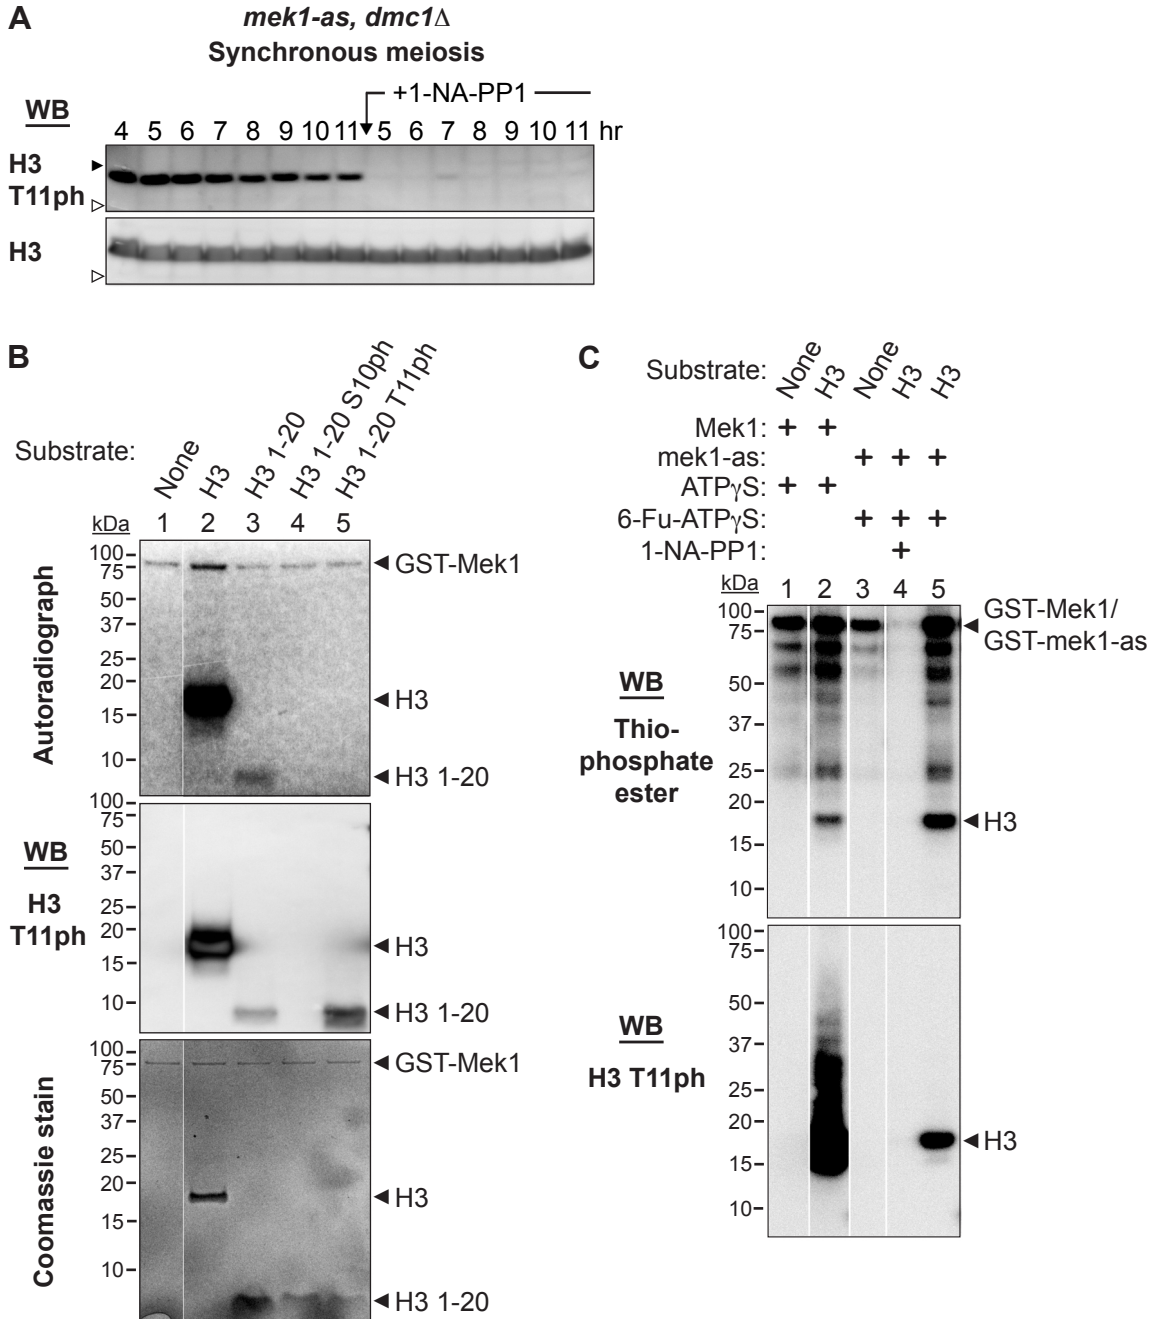 A
mek1-as, dmc1Δ
Synchronous meiosis
+1-NA-PP1
WB
4 5 6 7 8 9 10 11 5 6 7 8 9 10 11 hr
H3
T11ph
H3
B
Substrate: None H3 H3 1-20 H3 1-20 S10ph H3 1-20 T11ph
kDa 1 2 3 4 5
Autoradiograph
100
75
50
37
25
20
15
10
GST-Mek1
H3
H3 1-20
WB
H3
T11ph
100
75
50
37
25
20
15
10
H3
H3 1-20
Coomassie stain
100
75
50
37
25
20
15
10
GST-Mek1
H3
H3 1-20
C
Substrate: None H3 None H3 H3
Mek1: + +
mek1-as: + + +
ATPγS: + +
6-Fu-ATPγS: + + +
1-NA-PP1: +
kDa 1 2 3 4 5
WB
Thio-
phosphate
ester
100
75
50
37
25
20
15
10
GST-Mek1/
GST-mek1-as
H3
WB
H3 T11ph
100
75
50
37
25
20
15
10
H3